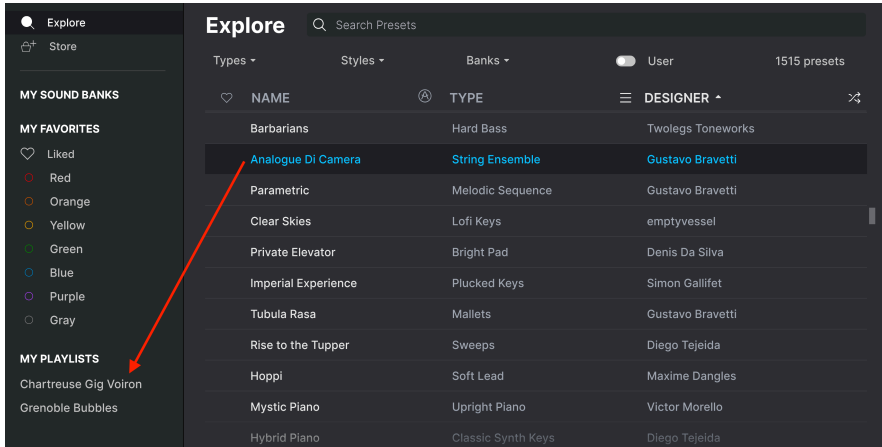 Explore
Store
MY SOUND BANKS
MY FAVORITES
Liked
Red
Orange
Yellow
Green
Blue
Purple
Gray
MY PLAYLISTS
Chartreuse Gig Voiron
Grenoble Bubbles
Explore Search Presets
Types Styles Banks User 1515 presets
NAME A TYPE DESIGNER
Barbarians Hard Bass Twolegs Toneworks
Analogue Di Camera String Ensemble Gustavo Bravetti
Parametric Melodic Sequence Gustavo Bravetti
Clear Skies Lofi Keys emptyvessel
Private Elevator Bright Pad Denis Da Silva
Imperial Experience Plucked Keys Simon Gallifet
Tubula Rasa Mallets Gustavo Bravetti
Rise to the Tupper Sweeps Diego Tejeida
Hoppi Soft Lead Maxime Dangles
Mystic Piano Upright Piano Victor Morello
Hybrid Piano Classic Synth Keys Diego Tejeida